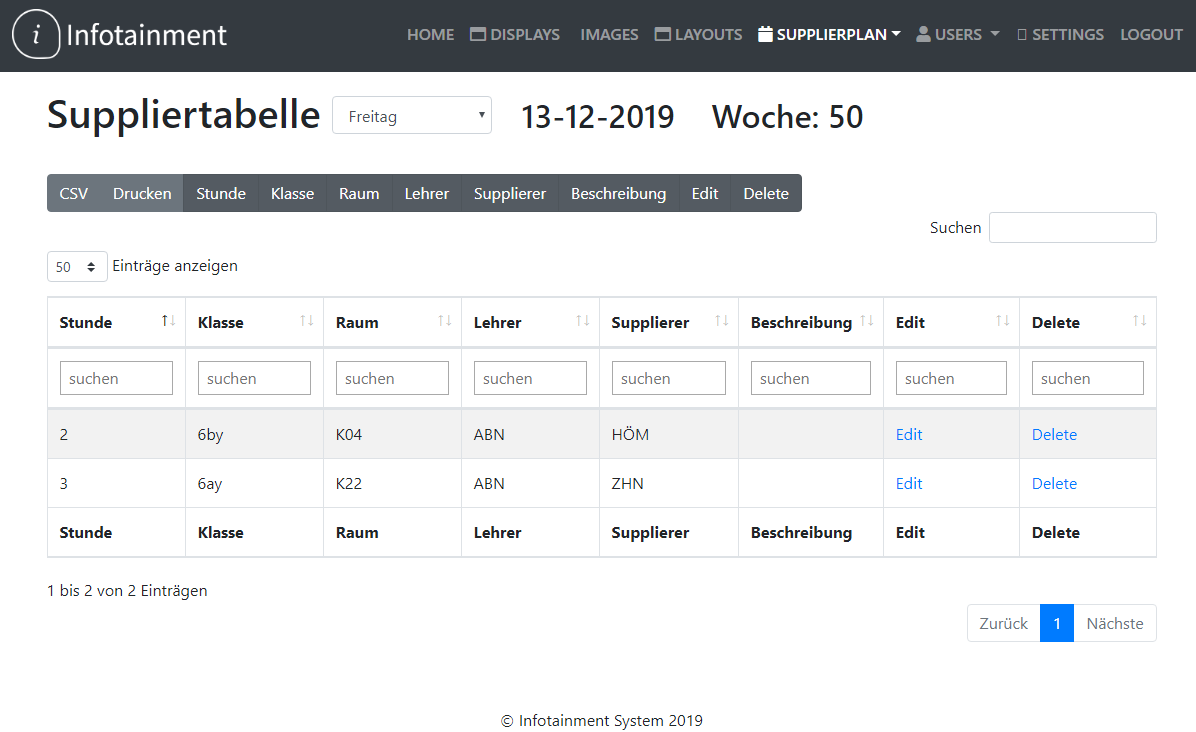 i Infotainment HOME DISPLAYS IMAGES LAYOUTS SUPPLIERPLAN USERS SETTINGS LOGOUT
Suppliertabelle Freitag 13-12-2019 Woche: 50
CSV Drucken Stunde Klasse Raum Lehrer Supplierer Beschreibung Edit Delete
Suchen
50 Einträge anzeigen
Stunde ↑↓ Klasse ↑↓ Raum ↑↓ Lehrer ↑↓ Supplierer ↑↓ Beschreibung ↑↓ Edit ↑↓ Delete ↑↓
suchen suchen suchen suchen suchen suchen suchen suchen
2 6by K04 ABN HÖM Edit Delete
3 6ay K22 ABN ZHN Edit Delete
Stunde Klasse Raum Lehrer Supplierer Beschreibung Edit Delete
1 bis 2 von 2 Einträgen
Zurück 1 Nächste
© Infotainment System 2019